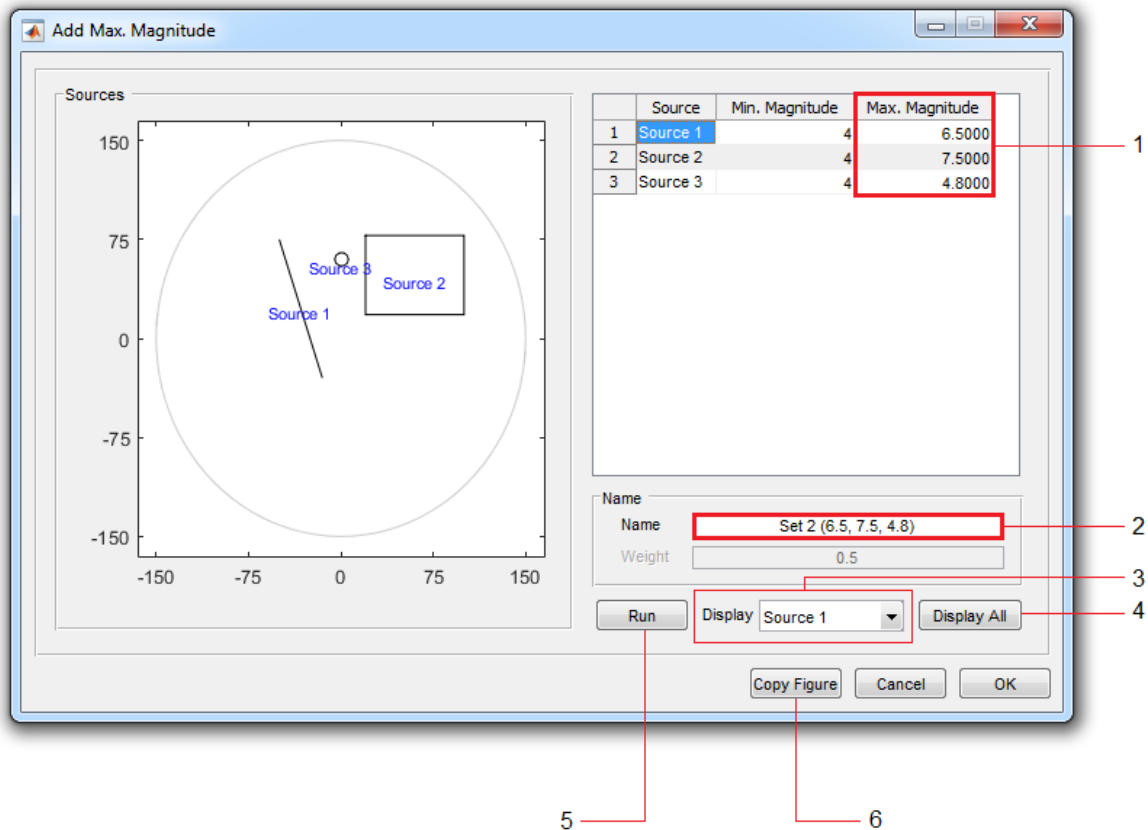 Add Max. Magnitude
Sources
150
75
0
-75
-150
-150 -75 0 75 150
Source 3
Source 2
Source 1
Source Min. Magnitude Max. Magnitude
1 Source 1 4 6.5000
2 Source 2 4 7.5000
3 Source 3 4 4.8000
1
Name
Name Set 2 (6.5, 7.5, 4.8)
2
Weight 0.5
3
Run Display Source 1 Display All
4
Copy Figure Cancel OK
5
6